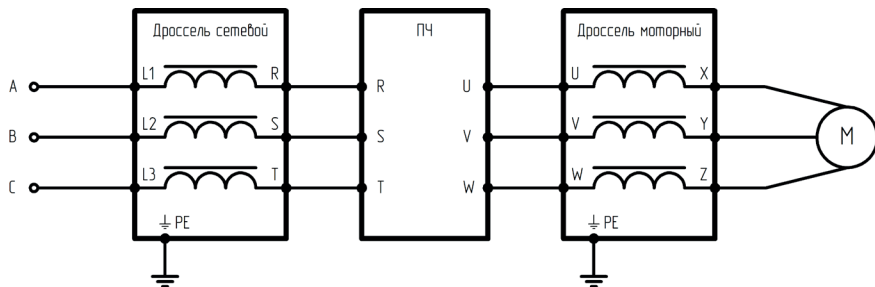 Дроссель сетевой
ПЧ
Дроссель моторный
A L1 R R U U X
B L2 S S V V Y M
C L3 T T W W Z
PE PE